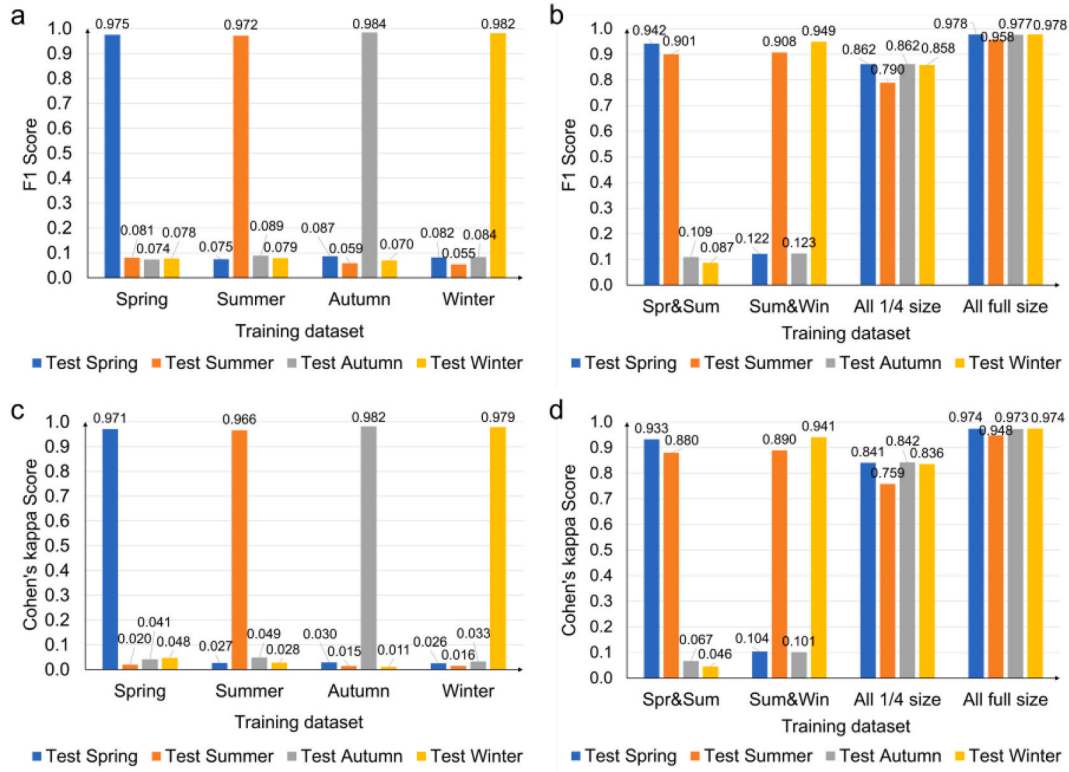 a
0.975 0.972 0.984 0.982
1.0
0.9
0.8
0.7
0.6
0.5
0.4
0.3
0.2
0.1
0.0
F1 Score
0.081 0.074 0.078 0.075 0.089 0.079 0.087 0.059 0.070 0.082 0.055 0.084
Spring Summer Autumn Winter
Training dataset
Test Spring Test Summer Test Autumn Test Winter
b
0.942 0.901 0.908 0.949 0.862 0.790 0.862 0.858 0.978 0.958 0.977 0.978
1.0
0.9
0.8
0.7
0.6
0.5
0.4
0.3
0.2
0.1
0.0
F1 Score
0.109 0.087 0.122 0.123
Spr&Sum Sum&Win All 1/4 size All full size
Training dataset
Test Spring Test Summer Test Autumn Test Winter
c
0.971 0.966 0.982 0.979
1.0
0.9
0.8
0.7
0.6
0.5
0.4
0.3
0.2
0.1
0.0
Cohen's kappa Score
0.020 0.041 0.048 0.027 0.049 0.028 0.030 0.015 0.011 0.026 0.016 0.033
Spring Summer Autumn Winter
Training dataset
Test Spring Test Summer Test Autumn Test Winter
d
0.933 0.880 0.890 0.941 0.841 0.759 0.842 0.836 0.974 0.948 0.973 0.974
1.0
0.9
0.8
0.7
0.6
0.5
0.4
0.3
0.2
0.1
0.0
Cohen's kappa Score
0.067 0.046 0.104 0.101
Spr&Sum Sum&Win All 1/4 size All full size
Training dataset
Test Spring Test Summer Test Autumn Test Winter